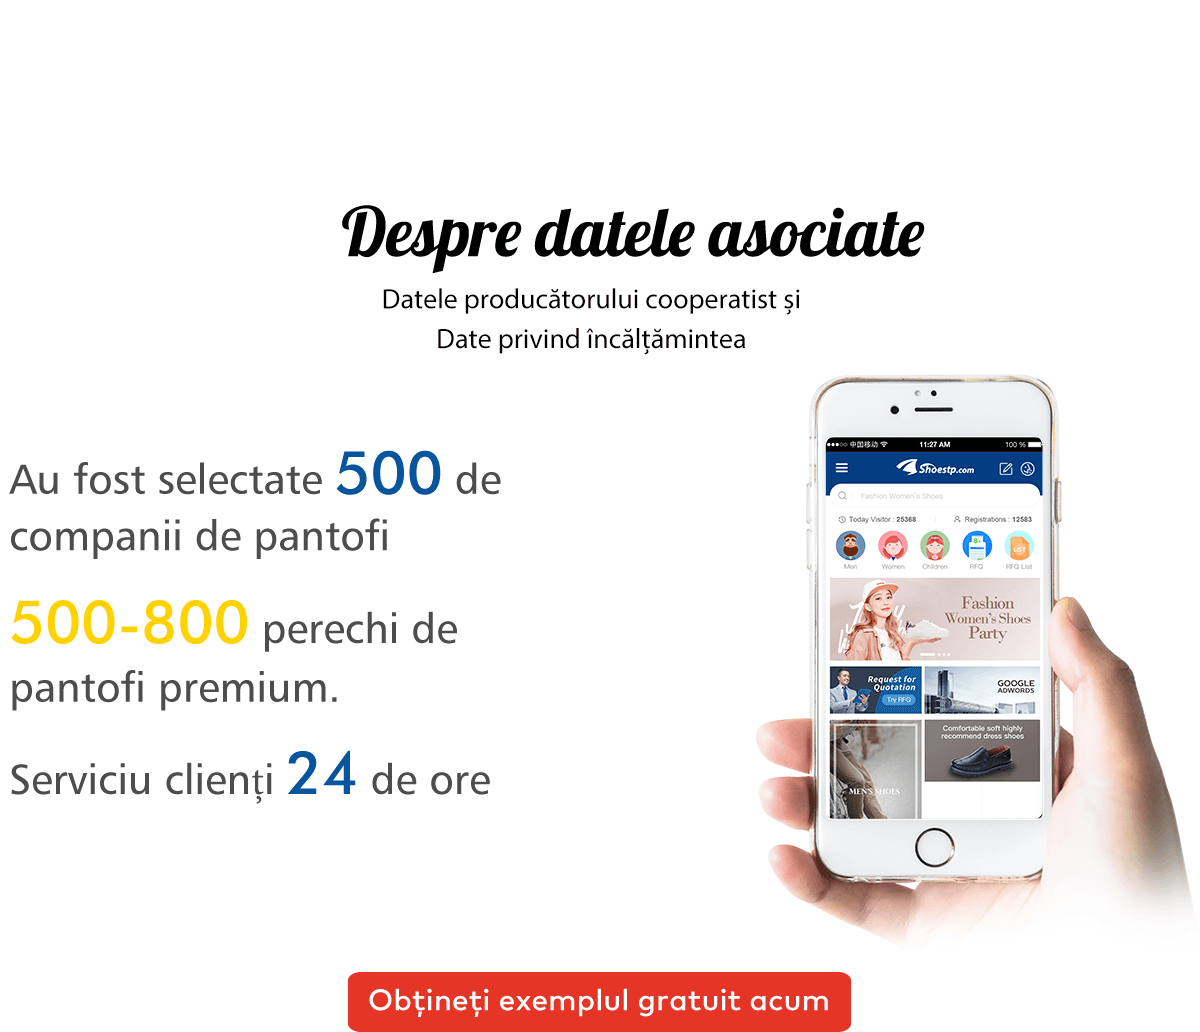 Despre datele asociate
Datele producătorului cooperatist și
Date privind încălțămintea
Au fost selectate 500 de
companii de pantofi
500-800 perechi de
pantofi premium.
Serviciu clienți 24 de ore
中国移动 11:27 AM 100 %
Shoestp.com
Fashion Women's Shoes
Today Visitor : 25368 Registrations : 12583
Men Women Children RFQ RFQ List
LIST
Fashion
Women's Shoes
Party
Request for
Quotation
Try RFQ
GOOGLE
ADWORDS
Comfortable soft highly
recommend dress shoes
MEN'S SHOES
Obțineți exemplul gratuit acum